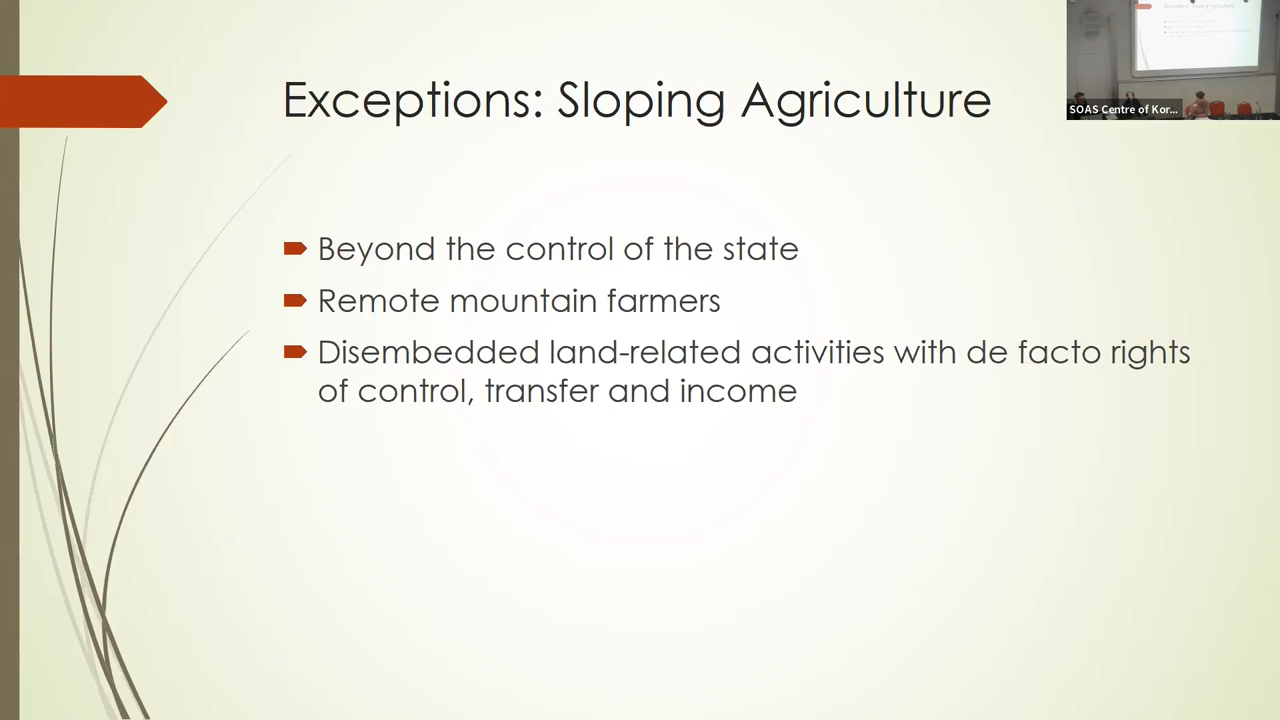 Exceptions: Sloping Agriculture
SOAS Centre of Kor...
Beyond the control of the state
Remote mountain farmers
Disembedded land-related activities with de facto rights
of control, transfer and income